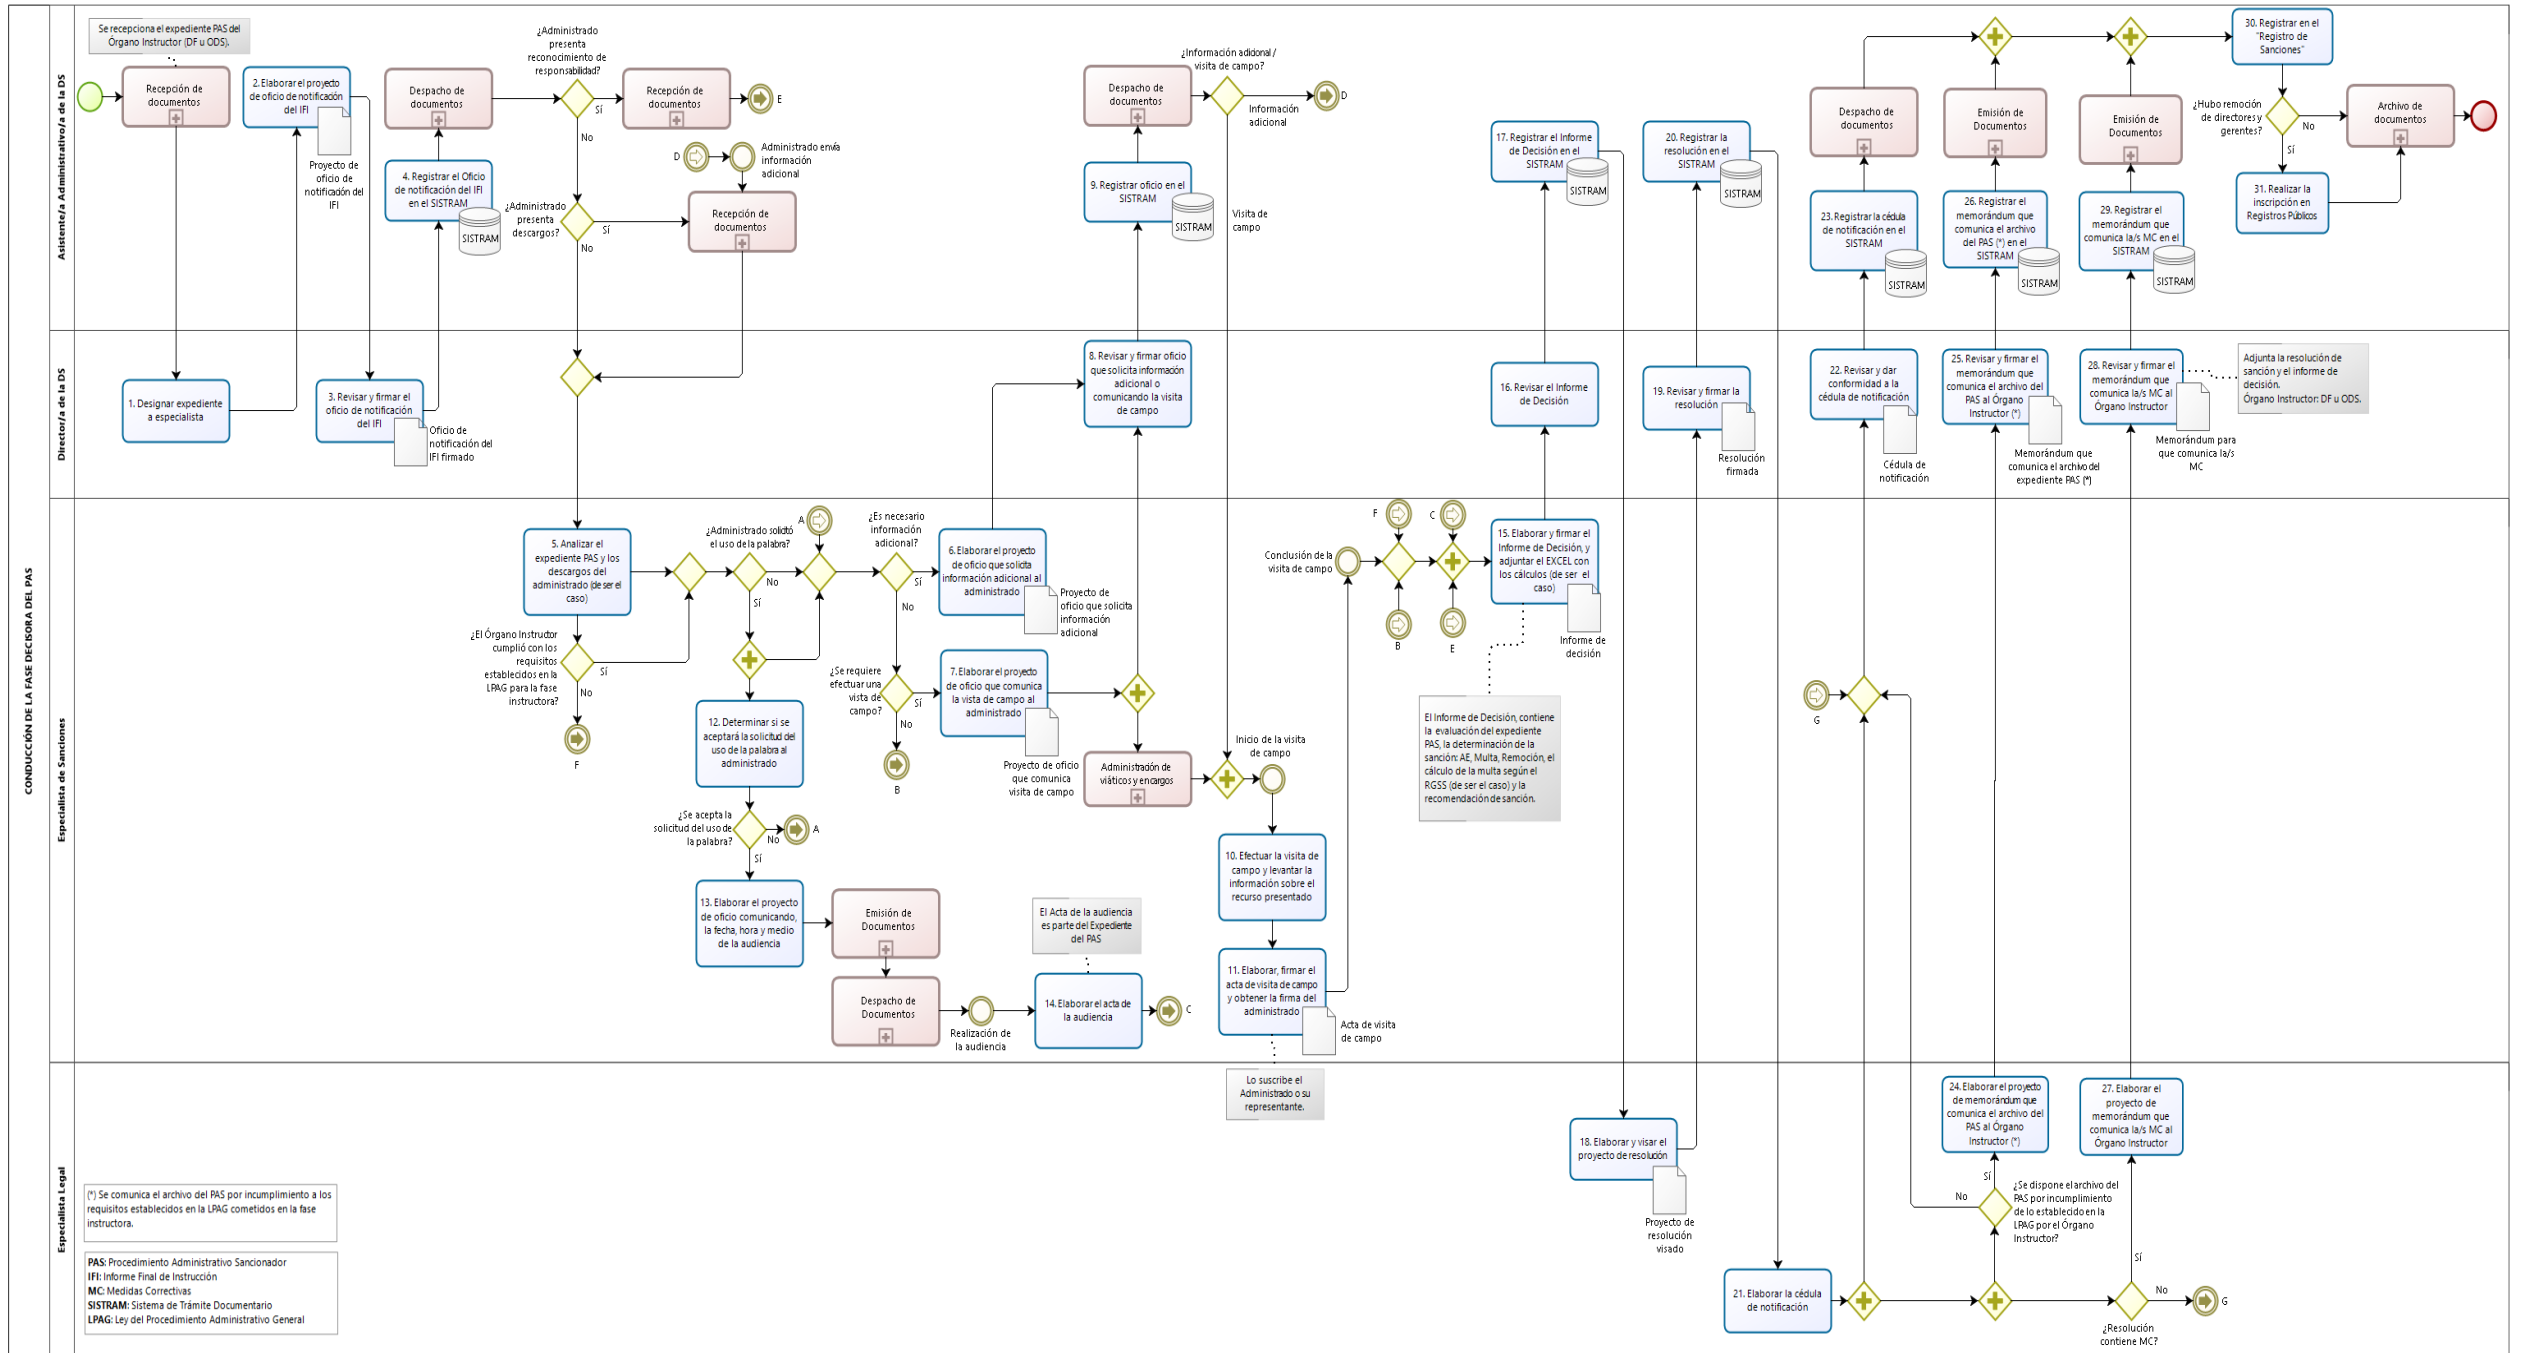 CONDUCCIÓN DE LA FASE DECISORA DEL PAS
Asistente/a Administrativo/a de la DS
Se recepciona el expediente PAS del
Órgano Instructor (DF u ODS).
Recepción de
documentos
2. Elaborar el proyecto
de oficio de notificación
del IFI
Proyecto de
oficio de
notificación del
IFI
Despacho de
documentos
4. Registrar el Oficio
de notificación del IFI
en el SISTRAM
SISTRAM
¿Administrado
presenta
reconocimiento de
responsabilidad?
Sí
No
Recepción de
documentos
E
D
Administrado envía
información
adicional
¿Administrado
presenta
descargos?
Sí
No
Recepción de
documentos
Despacho de
documentos
9. Registrar oficio en el
SISTRAM
SISTRAM
¿Información adicional /
visita de campo?
Información
adicional
D
Visita de
campo
17. Registrar el Informe
de Decisión en el
SISTRAM
SISTRAM
20. Registrar la
resolución en el
SISTRAM
SISTRAM
Despacho de
documentos
23. Registrar la cédula
de notificación en el
SISTRAM
SISTRAM
Emisión de
Documentos
26. Registrar el
memorándum que
comunica el archivo
del PAS (*) en el
SISTRAM
SISTRAM
Emisión de
Documentos
29. Registrar el
memorándum que
comunica la/s MC en el
SISTRAM
SISTRAM
30. Registrar en el
"Registro de
Sanciones"
¿Hubo remoción
de directores y
gerentes?
No
Sí
Archivo de
documentos
31. Realizar la
inscripción en
Registros Públicos
Director/a de la DS
1. Designar expediente
a especialista
3. Revisar y firmar el
oficio de notificación
del IFI
Oficio de
notificación del
IFI firmado
8. Revisar y firmar oficio
que solicita información
adicional o
comunicando la visita
de campo
16. Revisar el Informe
de Decisión
19. Revisar y firmar la
resolución
Resolución
firmada
22. Revisar y dar
conformidad a la
cédula de notificación
Cédula de
notificación
25. Revisar y firmar el
memorándum que
comunica el archivo del
PAS al Órgano
Instructor (*)
Memorándum que
comunica el archivo del
expediente PAS (*)
28. Revisar y firmar el
memorándum que
comunica la/s MC al
Órgano Instructor
Memorándum para
que comunica la/s
MC
Adjunta la resolución de
sanción y el informe de
decisión.
Órgano Instructor: DF u ODS.
Especialista de Sanciones
5. Analizar el
expediente PAS y los
descargos del
administrado (de ser el
caso)
¿El Órgano Instructor
cumplió con los
requisitos
establecidos en la
LPAG para la fase
instructora?
Sí
No
F
¿Administrado solicitó
el uso de la palabra?
No
Sí
A
¿Es necesario
información
adicional?
Sí
No
6. Elaborar el proyecto
de oficio que solicita
información adicional al
administrado
Proyecto de
oficio que solicita
información
adicional
¿Se requiere
efectuar una
vista de
campo?
Sí
No
B
7. Elaborar el proyecto
de oficio que comunica
la vista de campo al
administrado
Proyecto de oficio
que comunica
visita de campo
12. Determinar si se
aceptará la solicitud del
uso de la palabra al
administrado
¿Se acepta la
solicitud del uso de
la palabra?
No
A
Sí
13. Elaborar el proyecto
de oficio comunicando,
la fecha, hora y medio
de la audiencia
Emisión de
Documentos
Despacho de
Documentos
Realización de
la audiencia
El Acta de la audiencia
es parte del Expediente
del PAS
14. Elaborar el acta de
la audiencia
C
Administración de
viáticos y encargos
Inicio de la visita
de campo
10. Efectuar la visita de
campo y levantar la
información sobre el
recurso presentado
11. Elaborar, firmar el
acta de visita de campo
y obtener la firma del
administrado
Acta de visita
de campo
Conclusión de la
visita de campo
F
B
C
E
15. Elaborar y firmar el
Informe de Decisión, y
adjuntar el EXCEL con
los cálculos (de ser el
caso)
Informe de
decisión
El Informe de Decisión, contiene
la evaluación del expediente
PAS, la determinación de la
sanción: AE, Multa, Remoción, el
cálculo de la multa según el
RGSS (de ser el caso) y la
recomendación de sanción.
G
Especialista Legal
Lo suscribe el
Administrado o su
representante.
18. Elaborar y visar el
proyecto de resolución
Proyecto de
resolución
visado
21. Elaborar la cédula
de notificación
24. Elaborar el proyecto
de memorándum que
comunica el archivo del
PAS al Órgano
Instructor (*)
Sí
No
¿Se dispone el archivo del
PAS por incumplimiento
de lo establecido en la
LPAG por el Órgano
Instructor?
27. Elaborar el
proyecto de
memorándum que
comunica la/s MC al
Órgano Instructor
Sí
No
G
¿Resolución
contiene MC?
(*) Se comunica el archivo del PAS por incumplimiento a los
requisitos establecidos en la LPAG cometidos en la fase
instructora.
PAS: Procedimiento Administrativo Sancionador
IFI: Informe Final de Instrucción
MC: Medidas Correctivas
SISTRAM: Sistema de Trámite Documentario
LPAG: Ley del Procedimiento Administrativo General